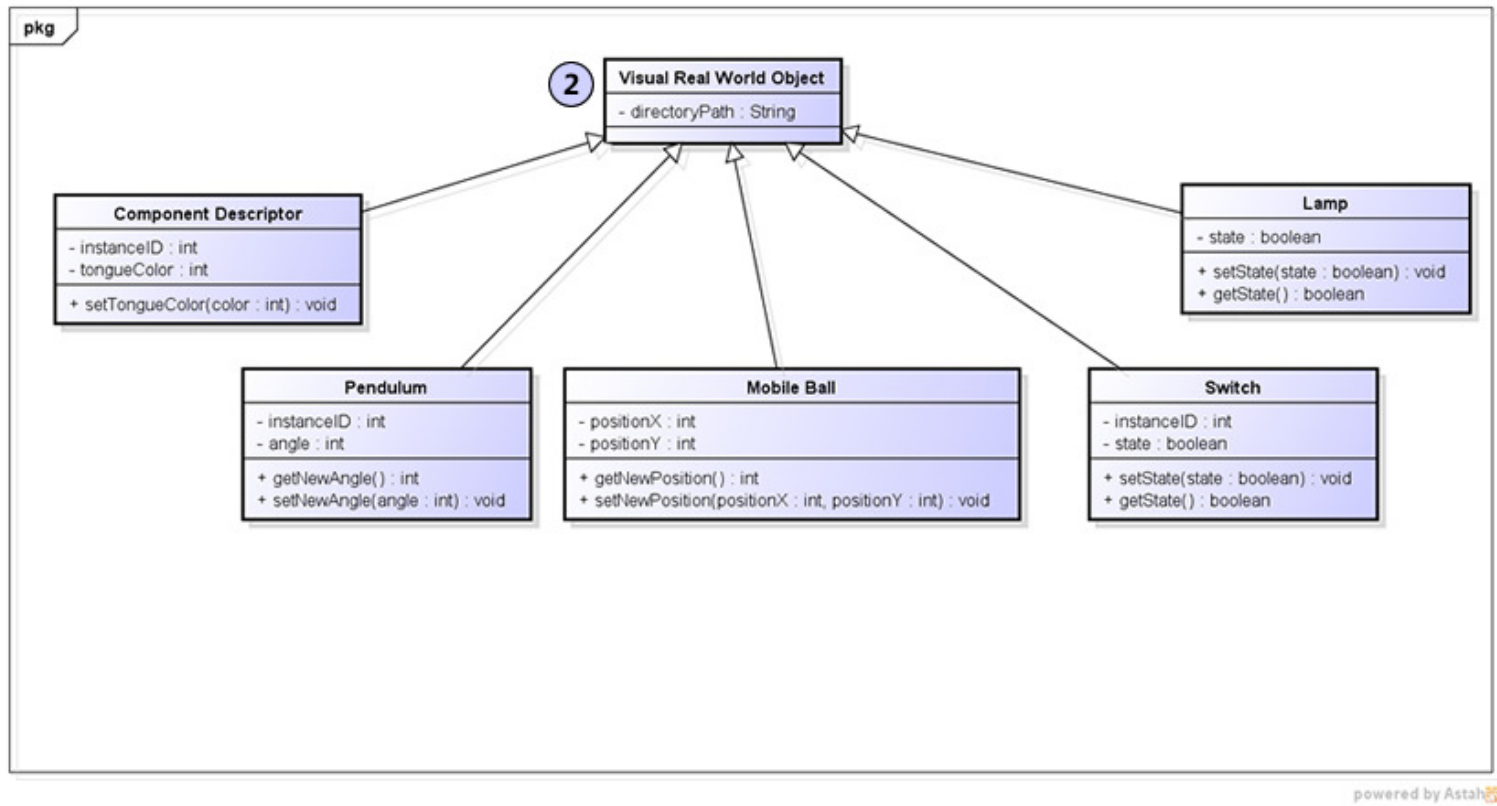 pkg
2
Visual Real World Object
- directoryPath : String
Component Descriptor
- instanceID : int
- tongueColor : int
+ setTongueColor(color : int) : void
Lamp
- state : boolean
+ setState(state : boolean) : void
+ getState() : boolean
Pendulum
- instanceID : int
- angle : int
+ getNewAngle() : int
+ setNewAngle(angle : int) : void
Mobile Ball
- positionX : int
- positionY : int
+ getNewPosition() : int
+ setNewPosition(positionX : int, positionY : int) : void
Switch
- instanceID : int
- state : boolean
+ setState(state : boolean) : void
+ getState() : boolean
powered by Astah